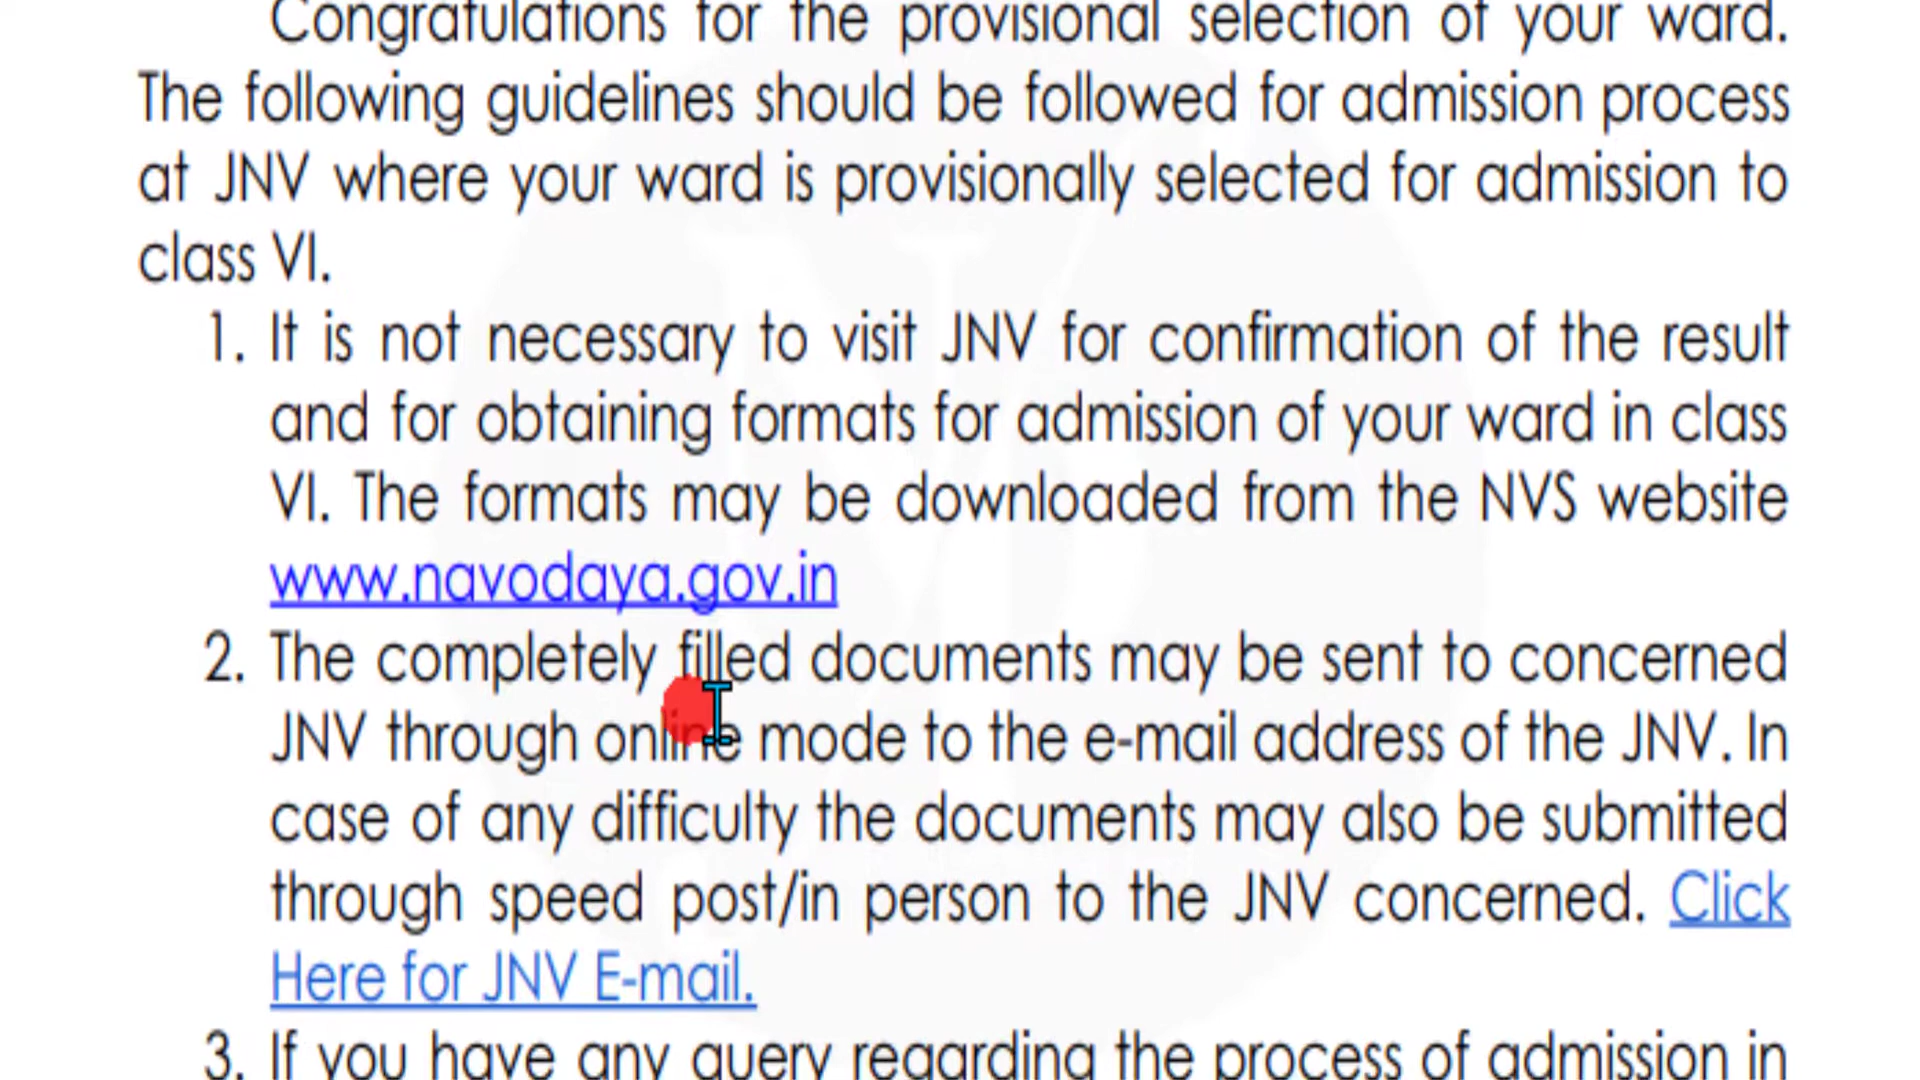 Congratulations for the provisional selection of your ward.
The following guidelines should be followed for admission process
at JNV where your ward is provisionally selected for admission to
class VI.
1. It is not necessary to visit JNV for confirmation of the result
and for obtaining formats for admission of your ward in class
VI. The formats may be downloaded from the NVS website
www.navodaya.gov.in
2. The completely filled documents may be sent to concerned
JNV through online mode to the e-mail address of the JNV. In
case of any difficulty the documents may also be submitted
through speed post/in person to the JNV concerned. Click
Here for JNV E-mail.
3. If you have any query regarding the process of admission in